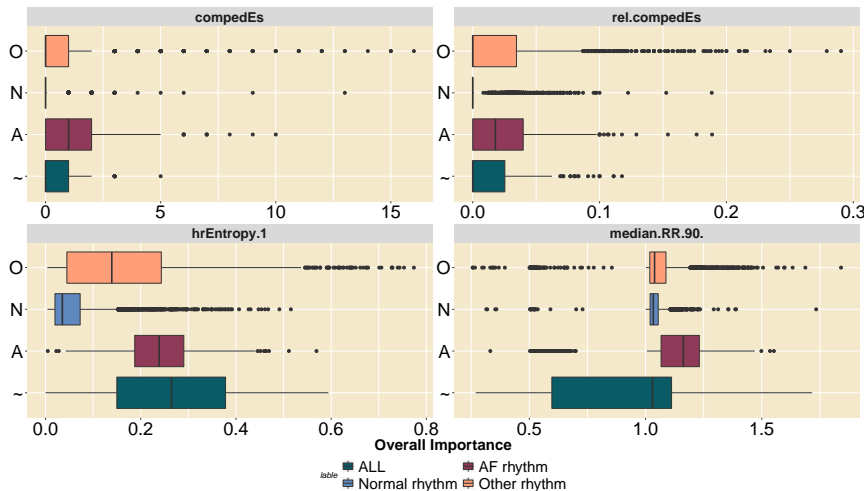 compedEs
rel.compedEs
O
N
A
~
0 5 10 15
O
N
A
~
0.0 0.1 0.2 0.3
hrEntropy.1
median.RR.90.
O
N
A
~
0.0 0.2 0.4 0.6 0.8
O
N
A
~
0.5 1.0 1.5
Overall Importance
lable
ALL
AF rhythm
Normal rhythm
Other rhythm